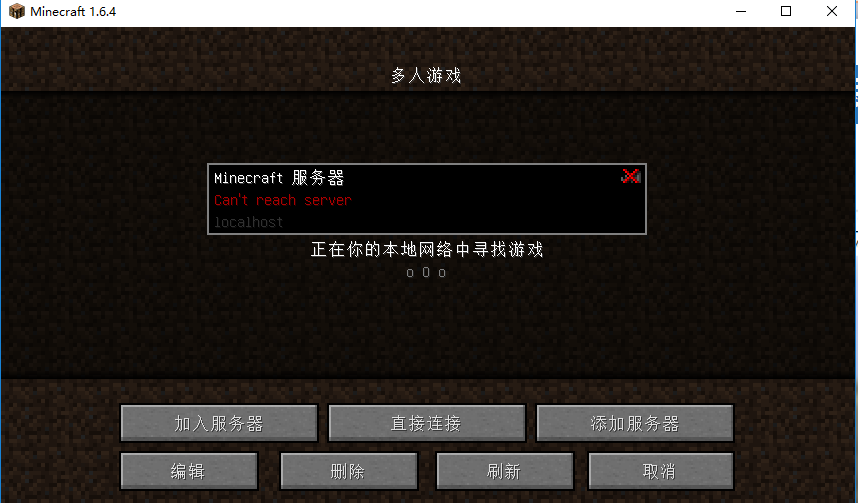 Minecraft 1.6.4
多人游戏
Minecraft 服务器
Can't reach server
localhost
正在你的本地网络中寻找游戏
o O o
加入服务器 直接连接 添加服务器
编辑 删除 刷新 取消